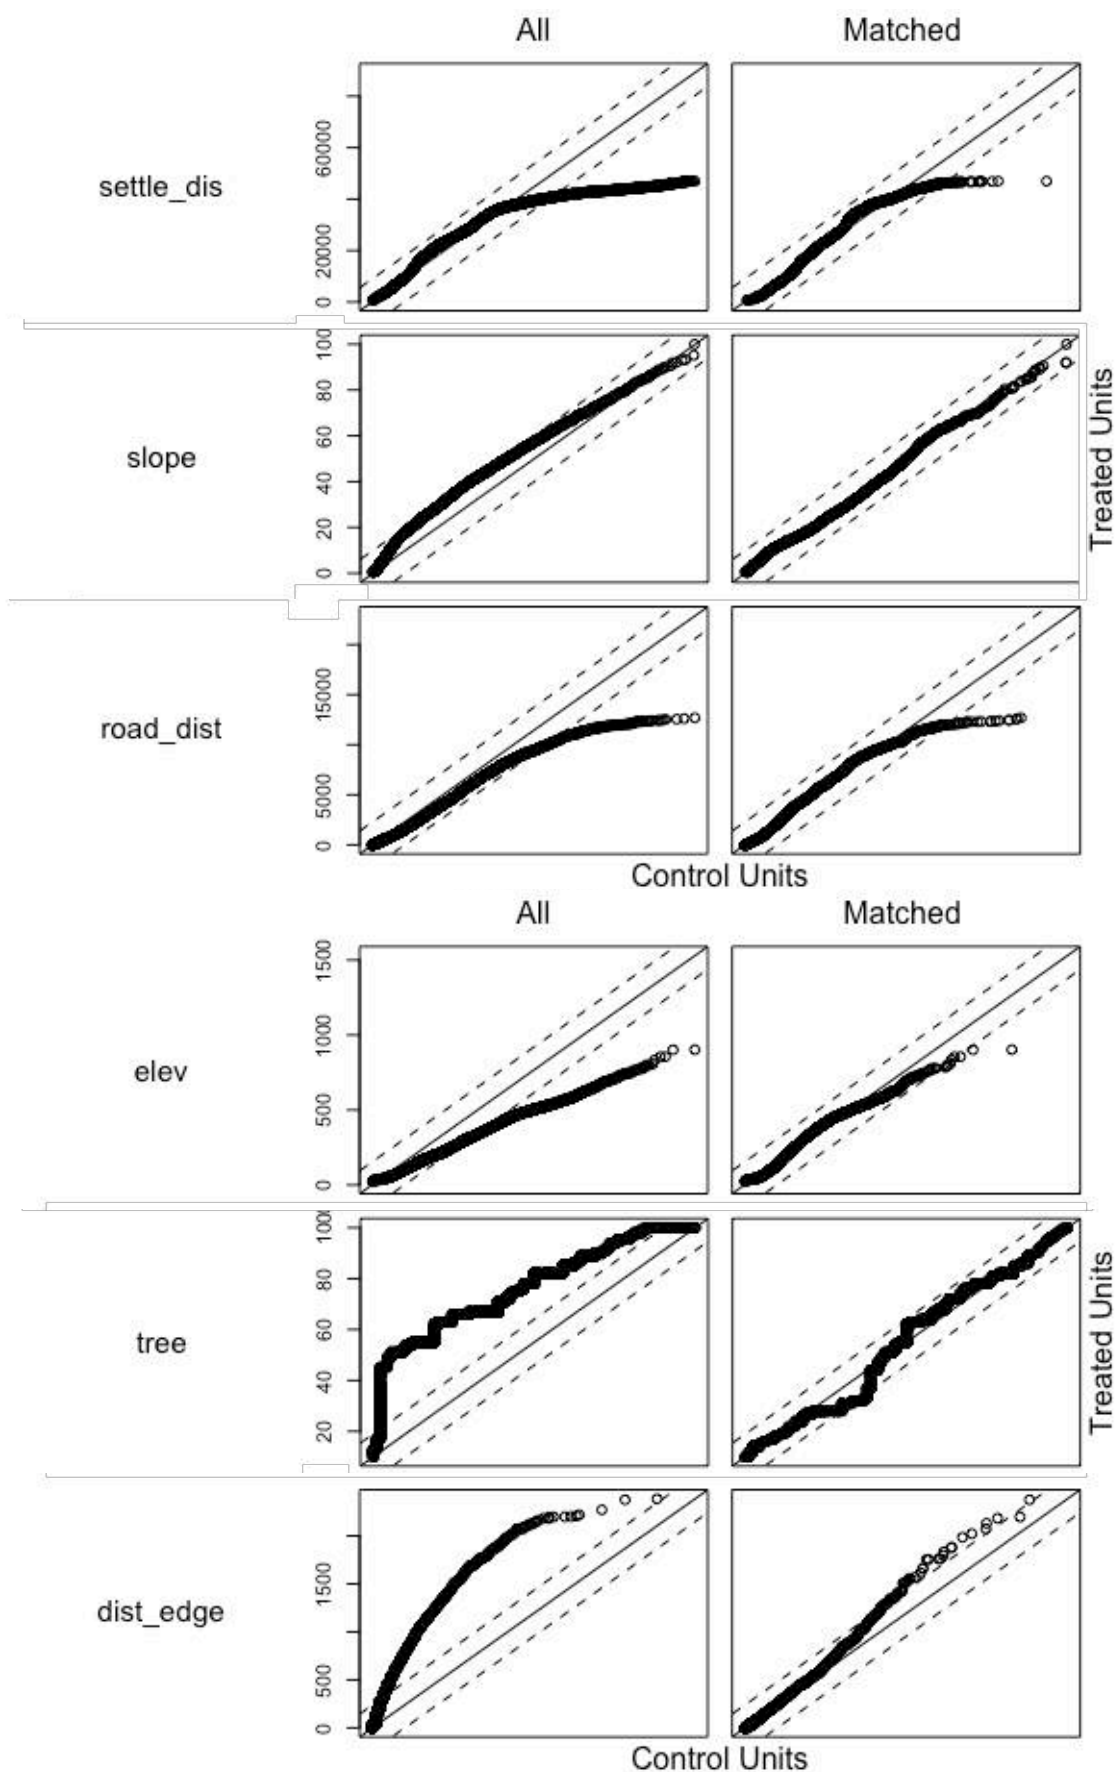 All Matched
settle_dis
0 20000 60000
slope
0 20 40 60 80 100
Treated Units
road_dist
0 5000 15000
Control Units
All Matched
elev
0 500 1000 1500
tree
20 40 60 80 100
Treated Units
dist_edge
0 500 1500
Control Units